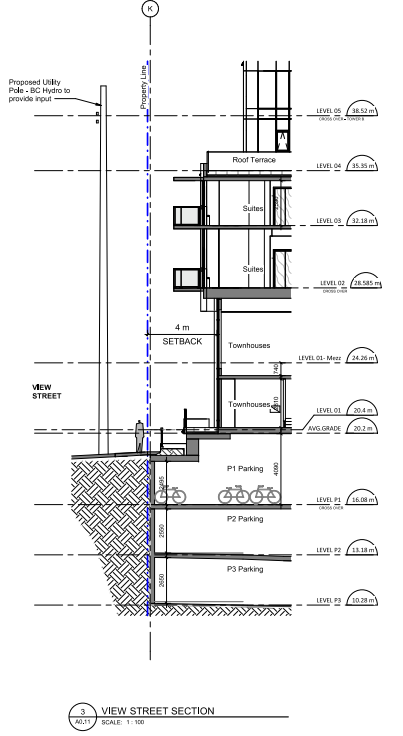 K
Proposed Utility
Pole - BC Hydro to
provide input
Property Line
LEVEL 05 38.52 m
CROSS OVER - TOWER B
Roof Terrace
LEVEL 04 35.35 m
Suites
LEVEL 03 32.18 m
Suites
LEVEL 02 28.585 m
CROSS OVER
4 m
SETBACK
Townhouses
LEVEL 01- Mezz 24.26 m
740
VIEW
STREET
Townhouses
LEVEL 01 20.4 m
AVG.GRADE 20.2 m
P1 Parking
4090
LEVEL P1 16.08 m
CROSS OVER
P2 Parking
2550
LEVEL P2 13.18 m
P3 Parking
2650
LEVEL P3 10.28 m
3 VIEW STREET SECTION
A0.11 SCALE: 1 : 100